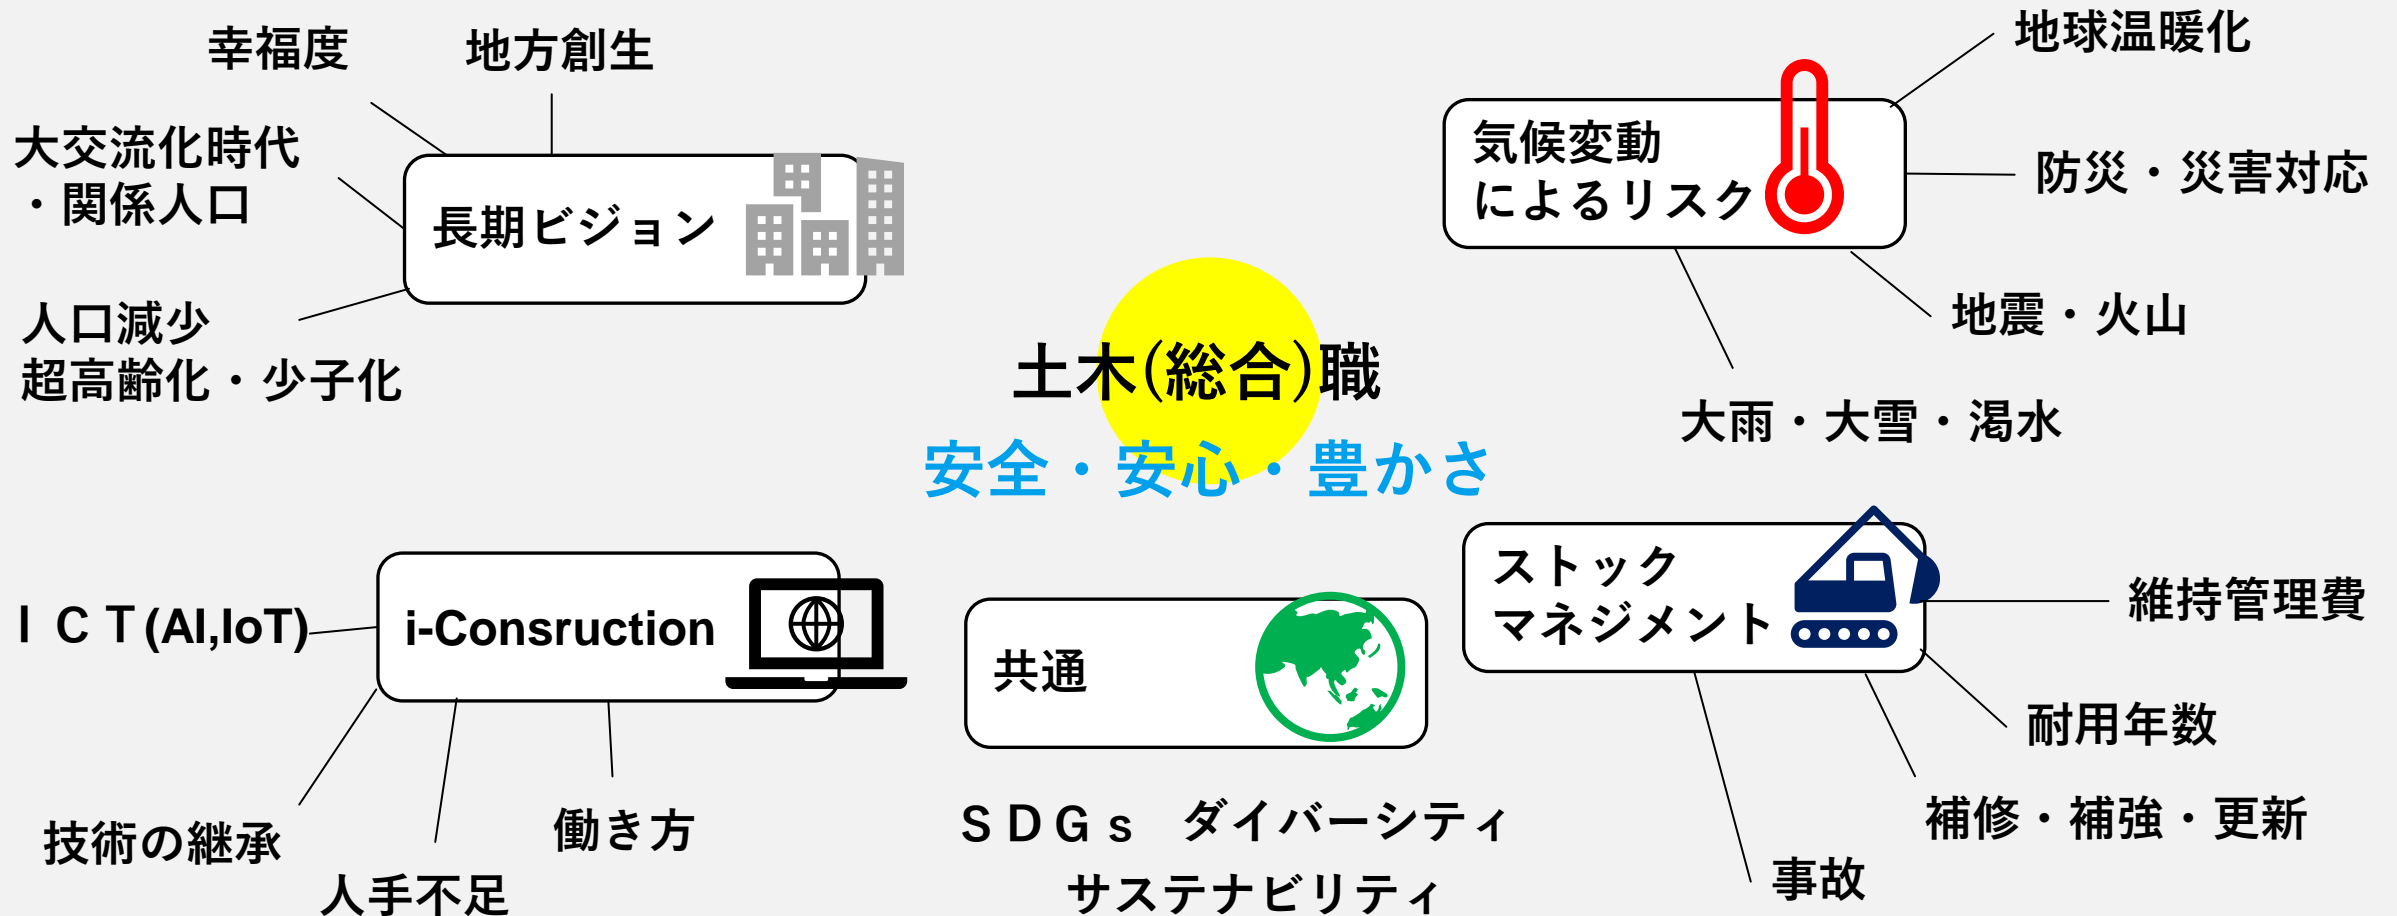 幸福度
地方創生
大交流化時代
・関係人口
長期ビジョン
人口減少
超高齢化・少子化
地球温暖化
気候変動
によるリスク
防災・災害対応
地震・火山
大雨・大雪・渇水
土木(総合)職
安全・安心・豊かさ
ＩＣＴ(AI,IoT)
i-Consruction
技術の継承
人手不足
働き方
共通
ＳＤＧｓ　ダイバーシティ
サステナビリティ
ストック
マネジメント
維持管理費
耐用年数
補修・補強・更新
事故